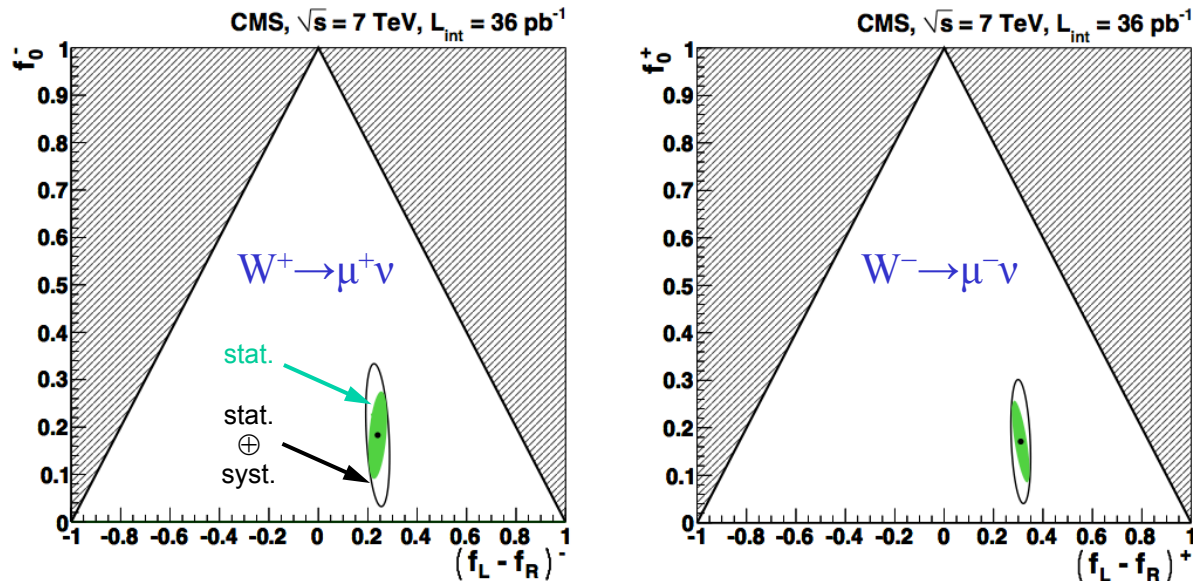 CMS, √s = 7 TeV, L_int = 36 pb⁻¹
f₀⁻
1
0.9
0.8
0.7
0.6
0.5
0.4
0.3
0.2
0.1
0
W⁺→μ⁺ν
stat.
stat.
⊕
syst.
-1 -0.8 -0.6 -0.4 -0.2 0 0.2 0.4 0.6 0.8 1
(f_L - f_R)⁻
CMS, √s = 7 TeV, L_int = 36 pb⁻¹
f₀⁺
1
0.9
0.8
0.7
0.6
0.5
0.4
0.3
0.2
0.1
0
W⁻→μ⁻ν
-1 -0.8 -0.6 -0.4 -0.2 0 0.2 0.4 0.6 0.8 1
(f_L - f_R)⁺